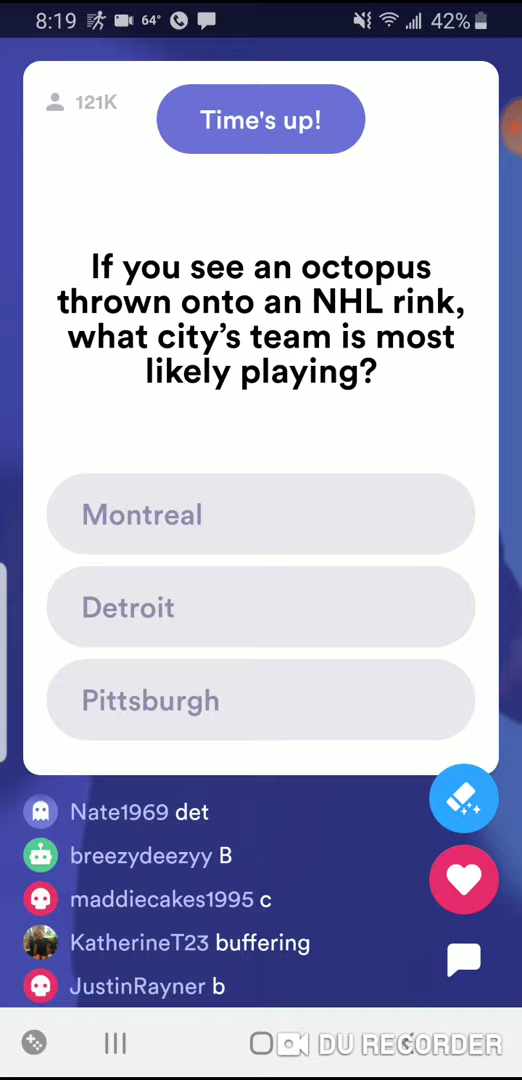 8:19 64° 42%
121K
Time's up!
If you see an octopus
thrown onto an NHL rink,
what city’s team is most
likely playing?
Montreal
Detroit
Pittsburgh
Nate1969 det
breezydeezyy B
maddiecakes1995 c
KatherineT23 buffering
JustinRayner b
DU RECORDER